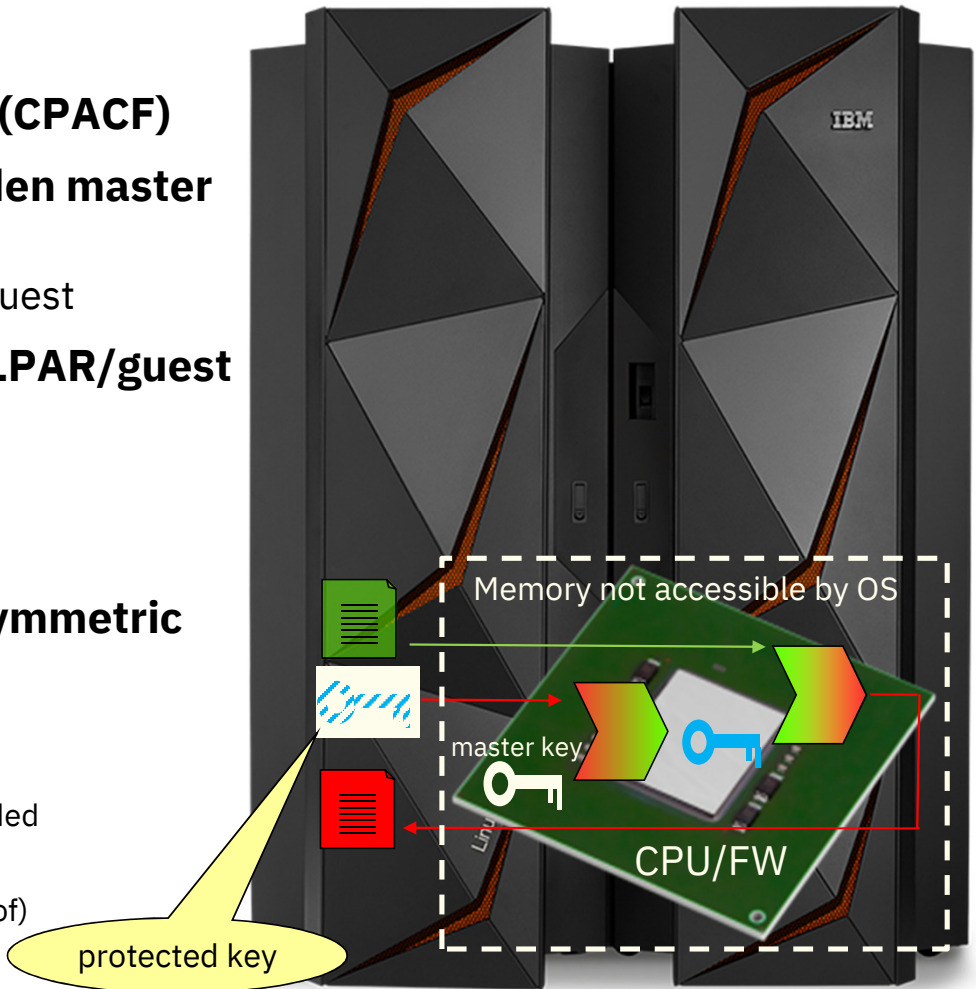 (CPACF)
len master
uest
LPAR/guest
ymmetric
led
of)
IBM
Memory not accessible by OS
master key
Linu
CPU/FW
protected key